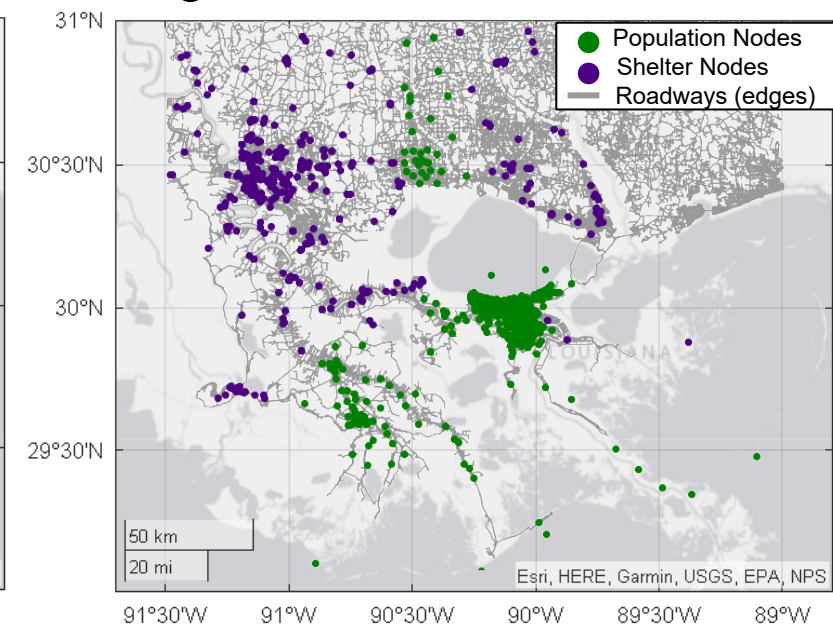 31°N
30°30'N
30°N
29°30'N
Population Nodes
Shelter Nodes
Roadways (edges)
LOUISIANA
50 km
20 mi
Esri, HERE, Garmin, USGS, EPA, NPS
91°30'W 91°W 90°30'W 90°W 89°30'W 89°W